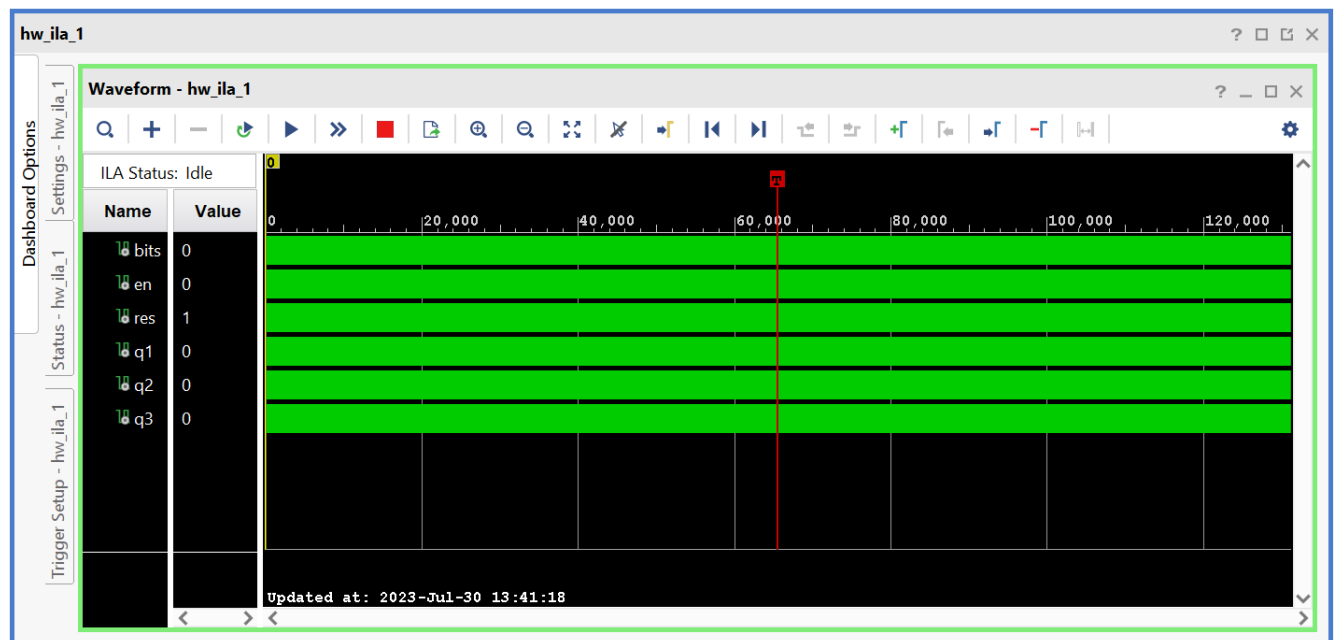 hw_ila_1
Dashboard Options
Settings - hw_ila_1
Status - hw_ila_1
Trigger Setup - hw_ila_1
Waveform - hw_ila_1
ILA Status: Idle
Name Value
bits 0
en 0
res 1
q1 0
q2 0
q3 0
0
T
0 20,000 40,000 60,000 80,000 100,000 120,000
Updated at: 2023-Jul-30 13:41:18